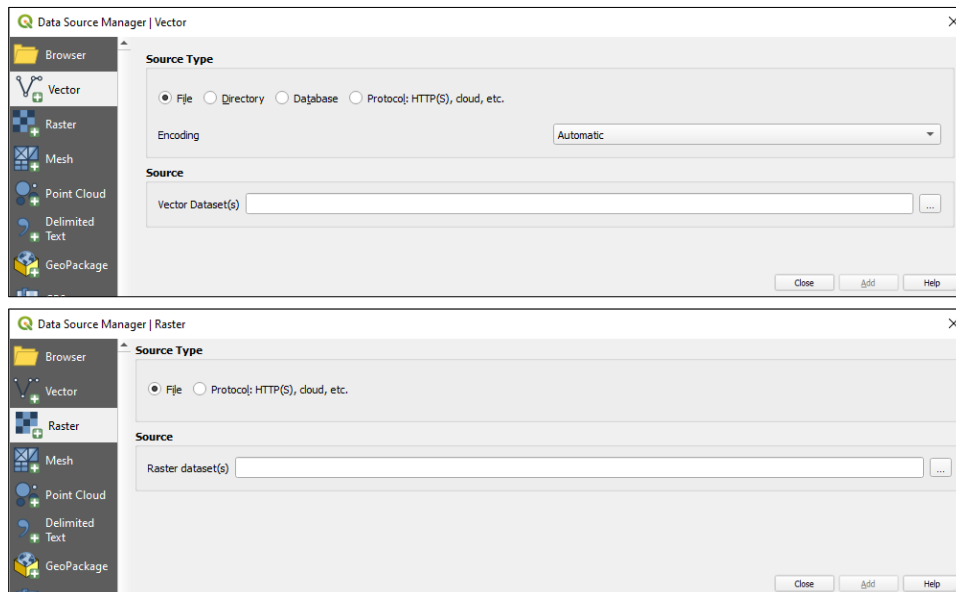 Data Source Manager | Vector
Browser
Vector
Raster
Mesh
Point Cloud
Delimited
Text
GeoPackage
Source Type
File Directory Database Protocol: HTTP(S), cloud, etc.
Encoding Automatic
Source
Vector Dataset(s) ...
Close Add Help
Data Source Manager | Raster
Browser
Vector
Raster
Mesh
Point Cloud
Delimited
Text
GeoPackage
Source Type
File Protocol: HTTP(S), cloud, etc.
Source
Raster dataset(s) ...
Close Add Help